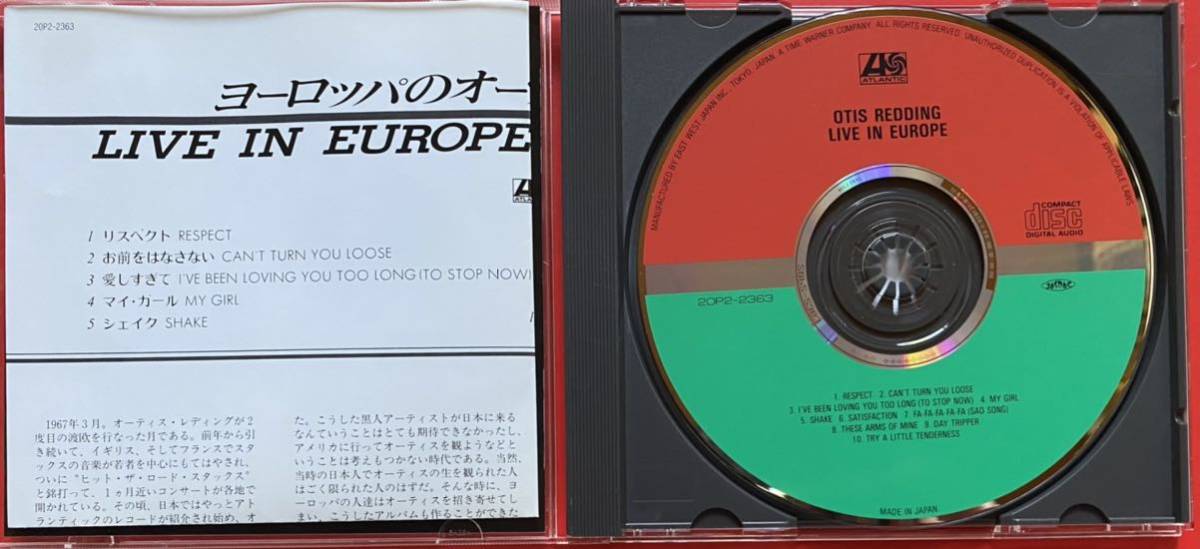 20P2-2363
ヨーロッパのオー
LIVE IN EUROPE
ATLANTIC
1 リスペクト RESPECT
2 お前をはなさない CAN'T TURN YOU LOOSE
3 愛しすぎて I'VE BEEN LOVING YOU TOO LONG (TO STOP NOW)
4 マイ・ガール MY GIRL
5 シェイク SHAKE
1967年3月。オーティス・レディングが2
度目の渡欧を行なった月である。前年から引
き続いて、イギリス、そしてフランスでスタ
ックスの音楽が若者を中心にもてはやされ、
ついに“ヒット・ザ・ロード・スタックス”
と銘打って、1ヵ月近いコンサートが各地で
開かれている。その頃、日本ではやっとアト
ランティックのレコードが紹介され始め、オ
た。こうした黒人アーティストが日本に来る
なんていうことはとても期待できなかったし、
アメリカに行ってオーティスを観ようなどと
いうことは考えもつかない時代である。当然、
当時の日本人でオーティスの生を観られた人
はごく限られた人のはずだ。そんな時に、ヨ
ーロッパの人達はオーティスを招き寄せてし
まい、こうしたアルバムも作ることができた
MANUFACTURED BY EAST WEST JAPAN INC., TOKYO, JAPAN. A TIME WARNER COMPANY. ALL RIGHTS RESERVED. UNAUTHORIZED DUPLICATION IS A VIOLATION OF APPLICABLE LAWS.
ATLANTIC
OTIS REDDING
LIVE IN EUROPE
COMPACT
disc
DIGITAL AUDIO
20P2-2363
1. RESPECT 2. CAN'T TURN YOU LOOSE
3. I'VE BEEN LOVING YOU TOO LONG (TO STOP NOW) 4. MY GIRL
5. SHAKE 6. SATISFACTION 7. FA-FA-FA-FA-FA (SAO SONG)
8. THESE ARMS OF MINE 9. DAY TRIPPER
10. TRY A LITTLE TENDERNESS
MADE IN JAPAN